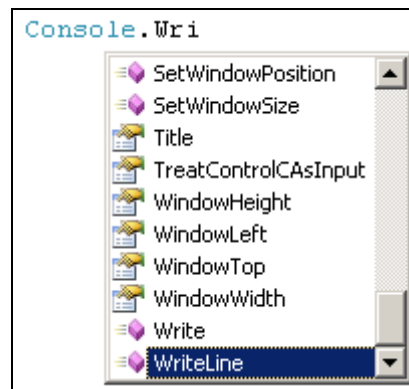 Console.Wri
SetWindowPosition
SetWindowSize
Title
TreatControlCAsInput
WindowHeight
WindowLeft
WindowTop
WindowWidth
Write
WriteLine